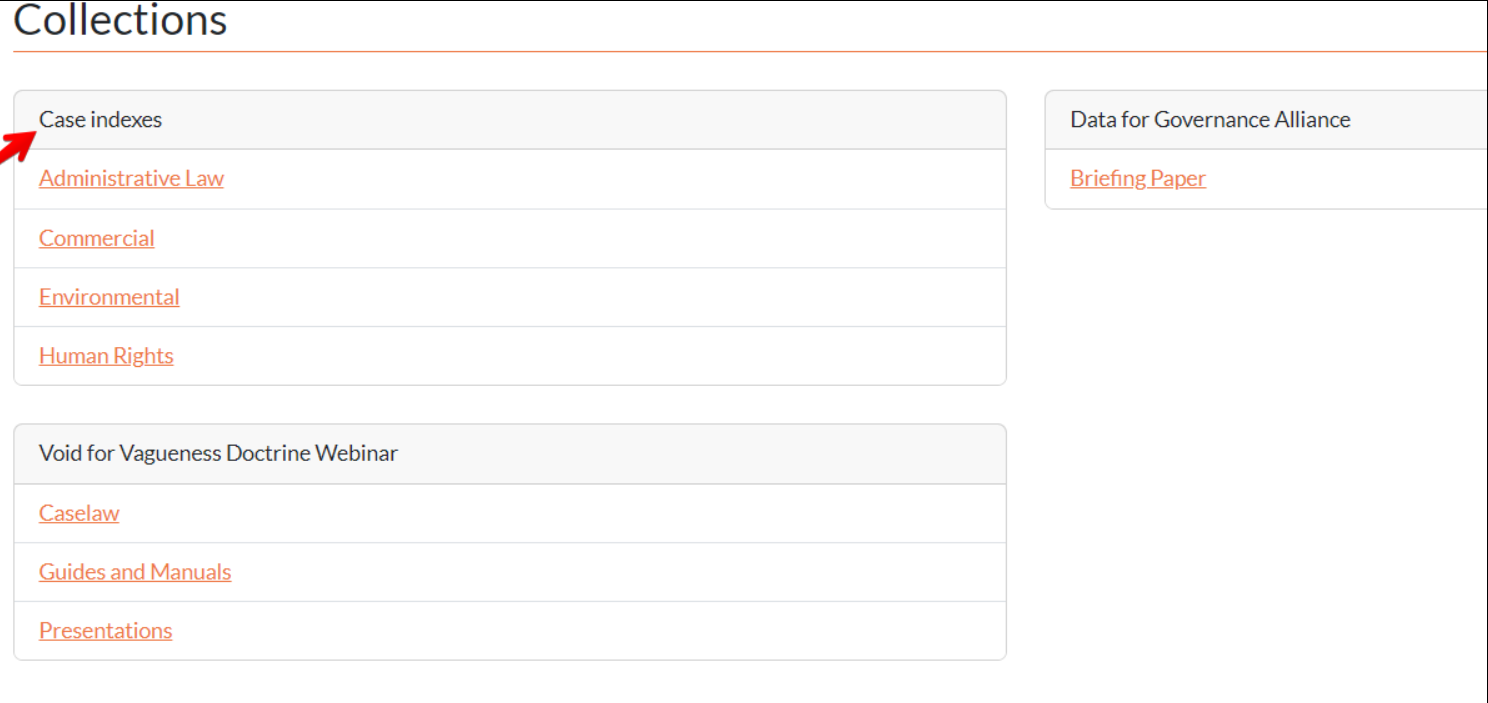 Collections
Case indexes
Administrative Law
Commercial
Environmental
Human Rights
Void for Vagueness Doctrine Webinar
Caselaw
Guides and Manuals
Presentations
Data for Governance Alliance
Briefing Paper